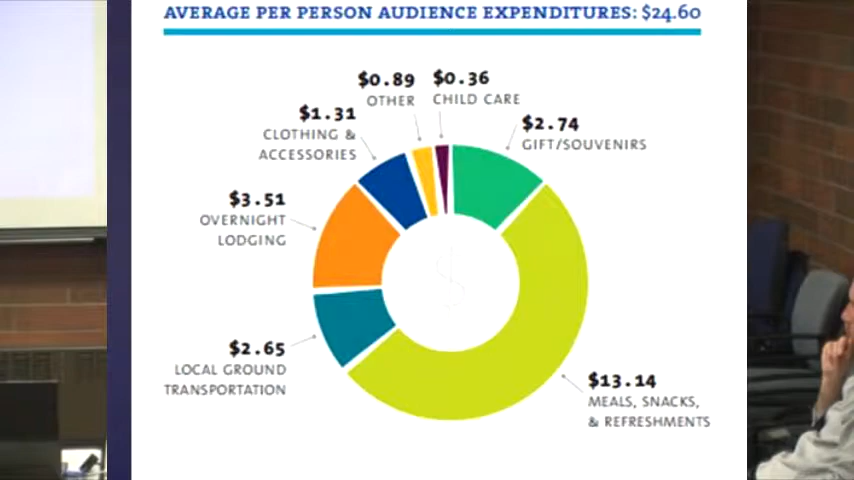 AVERAGE PER PERSON AUDIENCE EXPENDITURES: $24.60
$0.89
OTHER
$0.36
CHILD CARE
$1.31
CLOTHING &
ACCESSORIES
$2.74
GIFT/SOUVENIRS
$3.51
OVERNIGHT
LODGING
$
$2.65
LOCAL GROUND
TRANSPORTATION
$13.14
MEALS, SNACKS,
& REFRESHMENTS